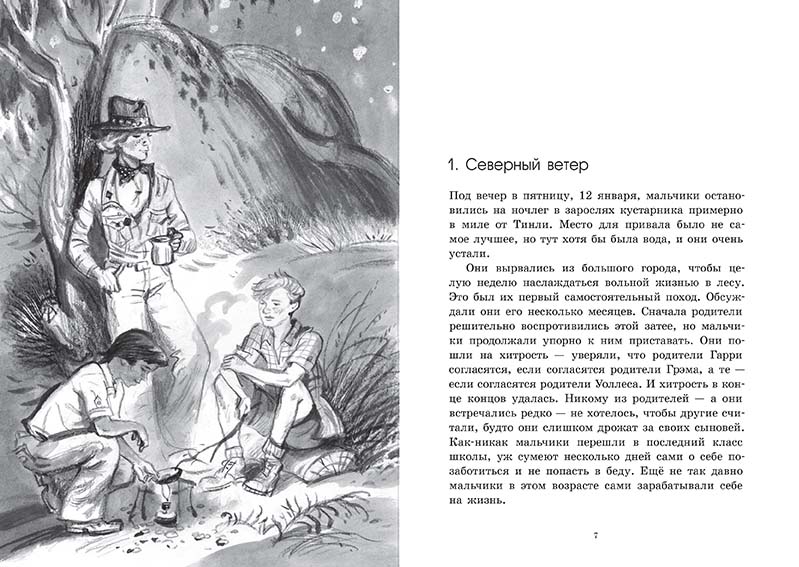 1. Северный ветер
Под вечер в пятницу, 12 января, мальчики остано-
вились на ночлег в зарослях кустарника примерно
в миле от Тинли. Место для привала было не са-
мое лучшее, но тут хотя бы была вода, и они очень
устали.
Они вырвались из большого города, чтобы це-
лую неделю наслаждаться вольной жизнью в лесу.
Это был их первый самостоятельный поход. Обсуж-
дали они его несколько месяцев. Сначала родители
решительно воспротивились этой затее, но мальчи-
ки продолжали упорно к ним приставать. Они по-
шли на хитрость — уверяли, что родители Гарри
согласятся, если согласятся родители Грэма, а те —
если согласятся родители Уоллеса. И хитрость в кон-
це концов удалась. Никому из родителей — а они
встречались редко — не хотелось, чтобы другие счи-
тали, будто они слишком дрожат за своих сыновей.
Как-никак мальчики перешли в последний класс
школы, уж сумеют несколько дней сами о себе по-
заботиться и не попасть в беду. Ещё не так давно
мальчики в этом возрасте сами зарабатывали себе
на жизнь.
7